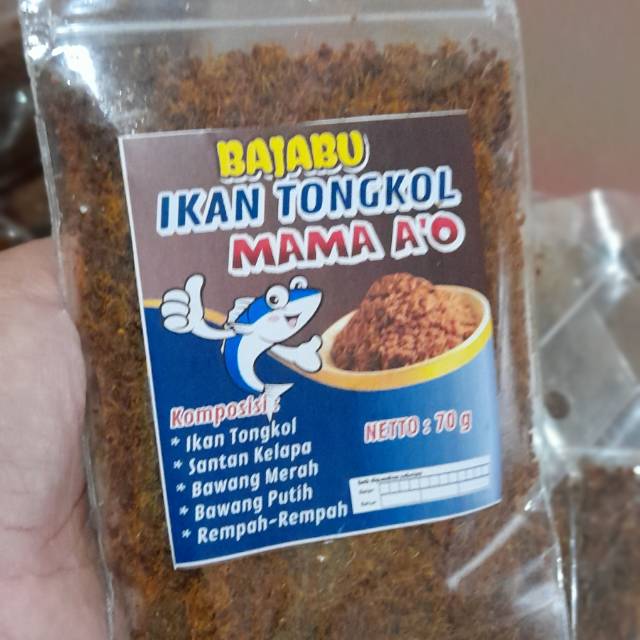 BAJABU
IKAN TONGKOL
MAMA A'O
Komposisi :
* Ikan Tongkol
* Santan Kelapa
* Bawang Merah
* Bawang Putih
* Rempah-Rempah
NETTO : 70 g